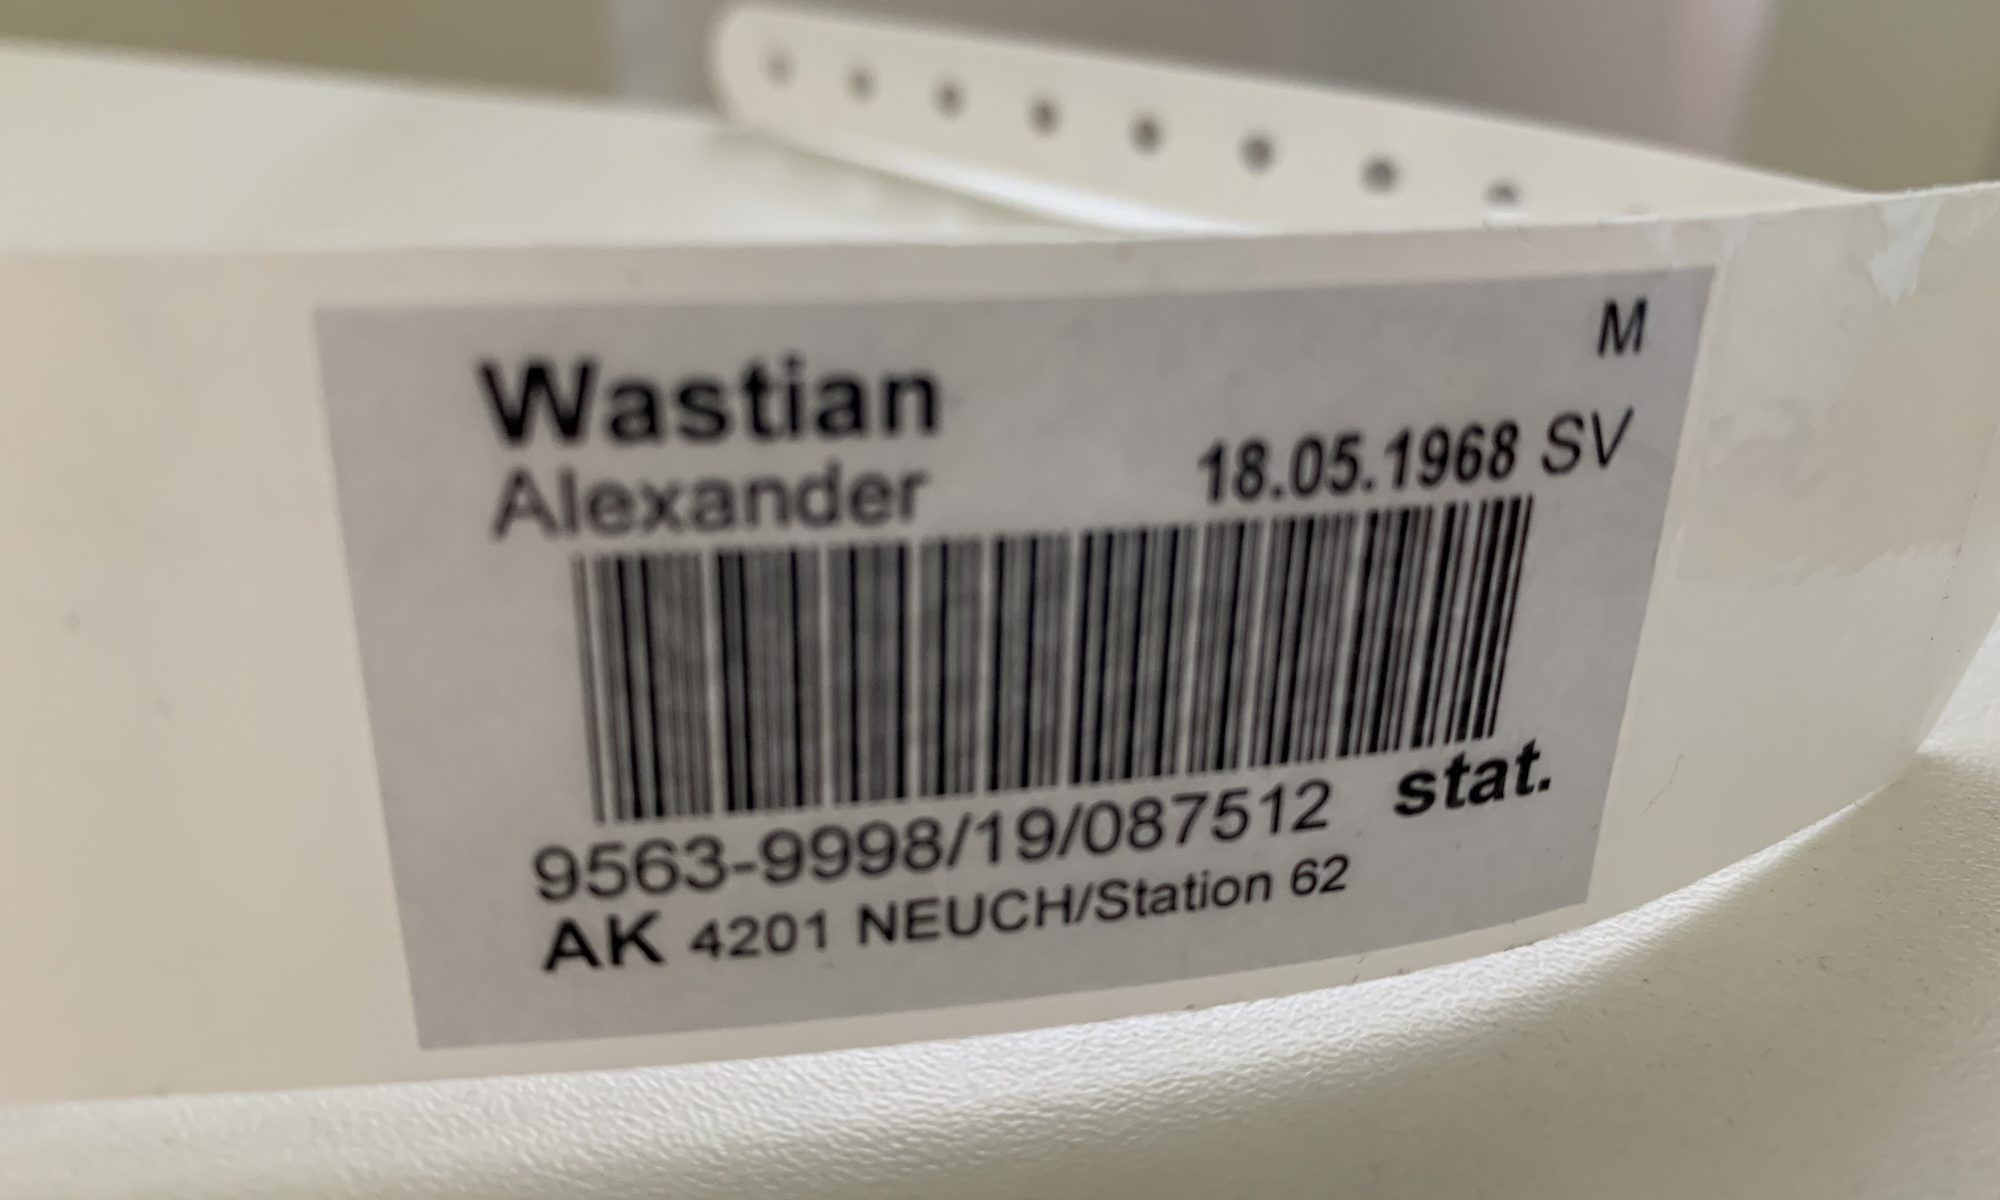 M
Wastian
Alexander 18.05.1968 SV
9563-9998/19/087512 stat.
AK 4201 NEUCH/Station 62